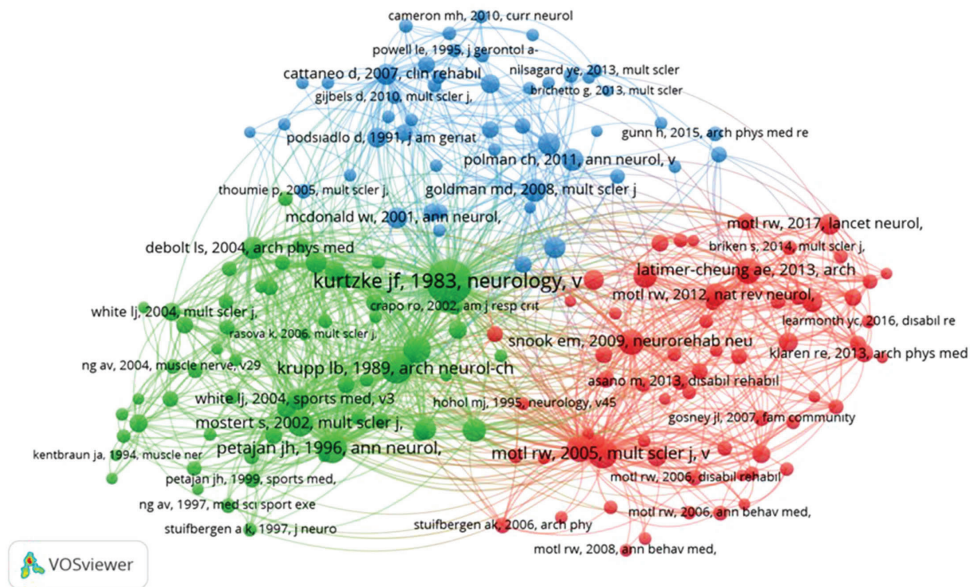 cameron mh, 2010, curr neurol
powell le, 1995, j gerontol a-
cattaneo d, 2007, clin rehabil
nilsagard ye, 2013, mult scler
brichetto g, 2013, mult scler
gijbels d, 2010, mult scler j,
podsiadlo d, 1991, j am geriat
gunn h, 2015, arch phys med re
polman ch, 2011, ann neurol, v
thoumie p, 2005, mult scler j,
goldman md, 2008, mult scler j
mcdonald wi, 2001, ann neurol,
motl rw, 2017, lancet neurol,
debolt ls, 2004, arch phys med
briken s, 2014, mult scler j,
kurtzke jf, 1983, neurology, v
latimer-cheung ae, 2013, arch
motl rw, 2012, nat rev neurol,
crapo ro, 2002, am j resp crit
white lj, 2004, mult scler j,
learmonth yc, 2016, disabil re
rasova k, 2006, mult scler j,
snook em, 2009, neurorehab neu
klaren re, 2013, arch phys med
ng av, 2004, muscle nerve, v29
krupp lb, 1989, arch neurol-ch
asano m, 2013, disabil rehabil
white lj, 2004, sports med, v3
hohol mj, 1995, neurology, v45
gosney jl, 2007, fam community
mostert s, 2002, mult scler j,
petajan jh, 1996, ann neurol,
motl rw, 2005, mult scler j, v
kentbraun ja, 1994, muscle ner
petajan jh, 1999, sports med,
motl rw, 2006, disabil rehabil
ng av, 1997, med sci sport exe
motl rw, 2006, ann behav med,
stuifbergen ak, 2006, arch phy
stuifbergen a k, 1997, j neuro
motl rw, 2008, ann behav med,
VOSviewer